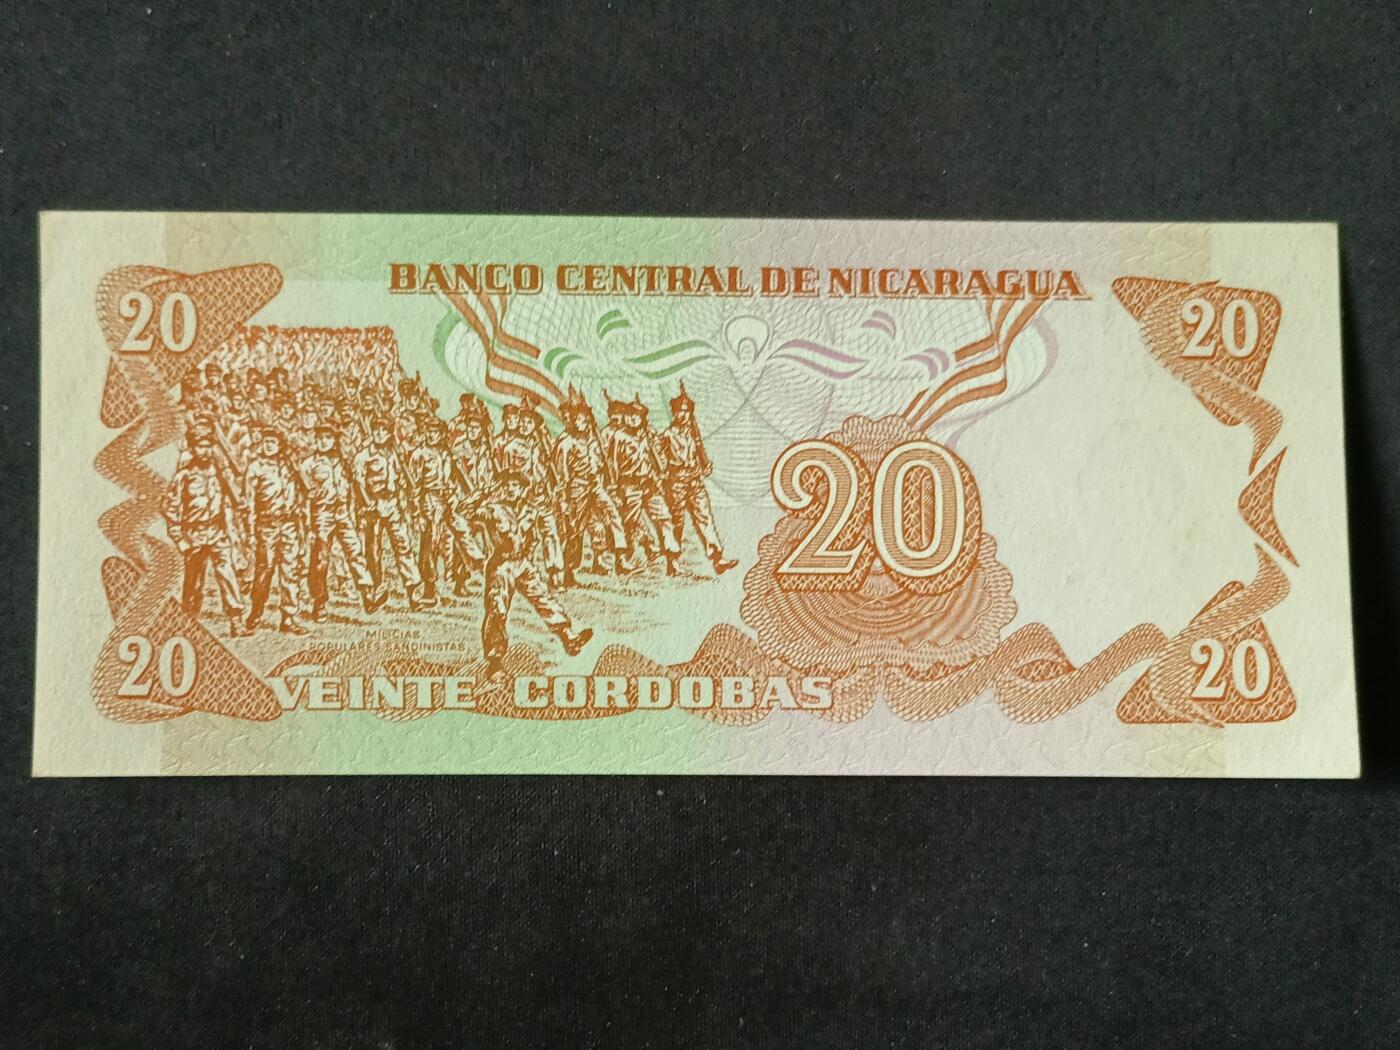 BANCO CENTRAL DE NICARAGUA
20
20
20
MILICIAS
POPULARES SANDINISTAS
20
20
VEINTE CORDOBAS